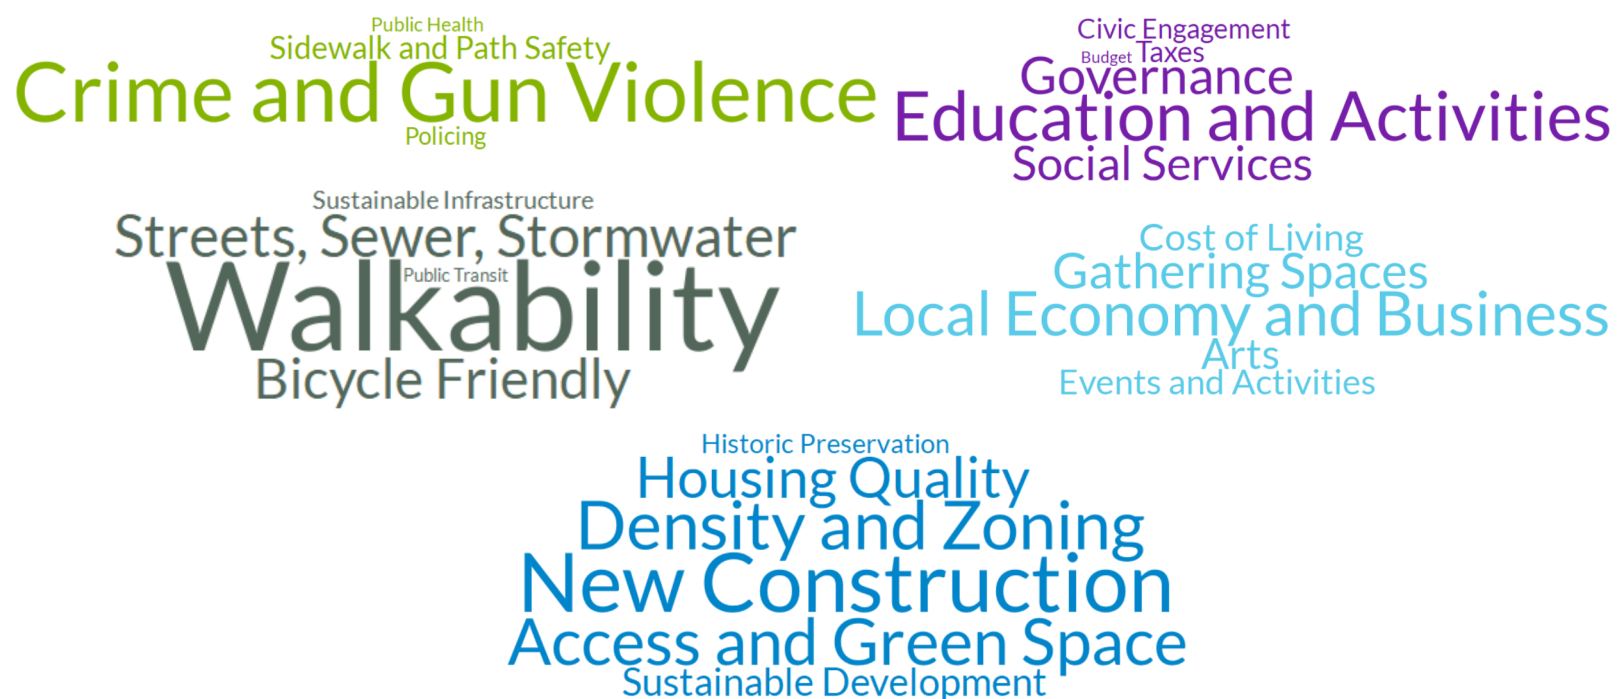 Public Health
Sidewalk and Path Safety
Crime and Gun Violence
Policing
Civic Engagement
Budget Taxes
Governance
Education and Activities
Social Services
Sustainable Infrastructure
Streets, Sewer, Stormwater
Public Transit
Walkability
Bicycle Friendly
Cost of Living
Gathering Spaces
Local Economy and Business
Arts
Events and Activities
Historic Preservation
Housing Quality
Density and Zoning
New Construction
Access and Green Space
Sustainable Development